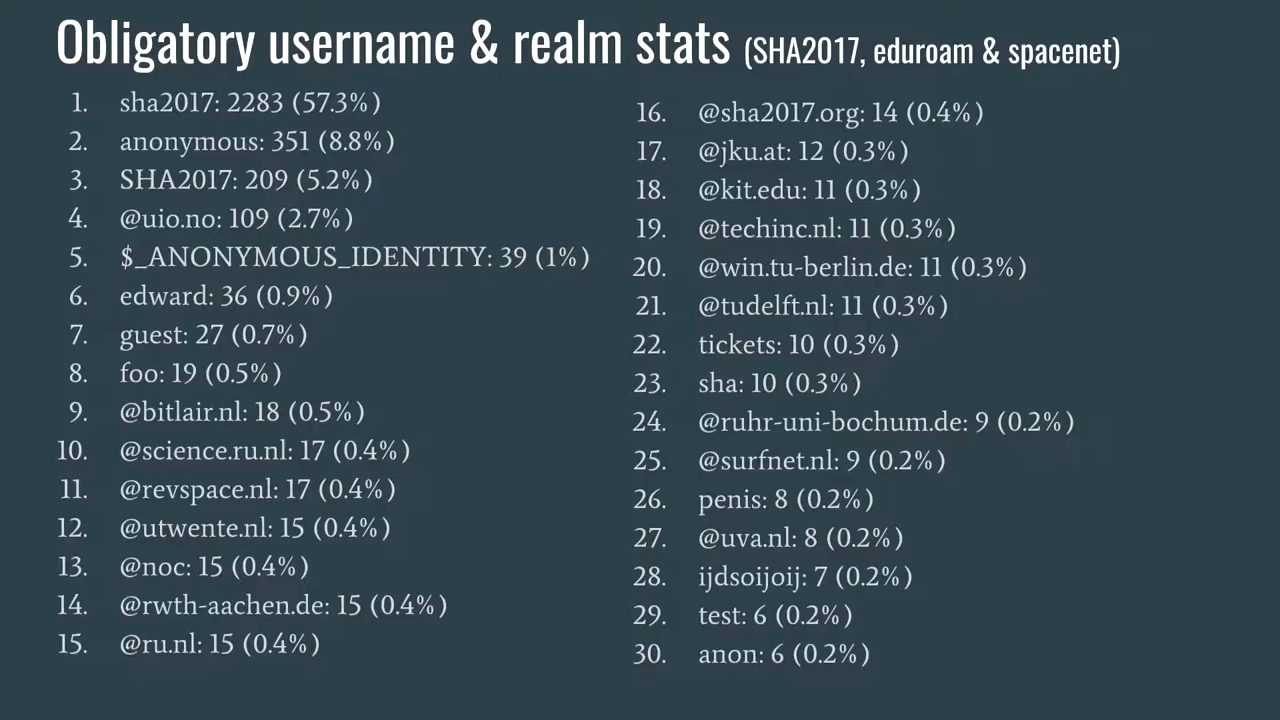 Obligatory username & realm stats (SHA2017, eduroam & spacenet)
1. sha2017: 2283 (57.3%)
2. anonymous: 351 (8.8%)
3. SHA2017: 209 (5.2%)
4. @uio.no: 109 (2.7%)
5. $_ANONYMOUS_IDENTITY: 39 (1%)
6. edward: 36 (0.9%)
7. guest: 27 (0.7%)
8. foo: 19 (0.5%)
9. @bitlair.nl: 18 (0.5%)
10. @science.ru.nl: 17 (0.4%)
11. @revspace.nl: 17 (0.4%)
12. @utwente.nl: 15 (0.4%)
13. @noc: 15 (0.4%)
14. @rwth-aachen.de: 15 (0.4%)
15. @ru.nl: 15 (0.4%)
16. @sha2017.org: 14 (0.4%)
17. @jku.at: 12 (0.3%)
18. @kit.edu: 11 (0.3%)
19. @techinc.nl: 11 (0.3%)
20. @win.tu-berlin.de: 11 (0.3%)
21. @tudelft.nl: 11 (0.3%)
22. tickets: 10 (0.3%)
23. sha: 10 (0.3%)
24. @ruhr-uni-bochum.de: 9 (0.2%)
25. @surfnet.nl: 9 (0.2%)
26. penis: 8 (0.2%)
27. @uva.nl: 8 (0.2%)
28. ijdsoijoij: 7 (0.2%)
29. test: 6 (0.2%)
30. anon: 6 (0.2%)